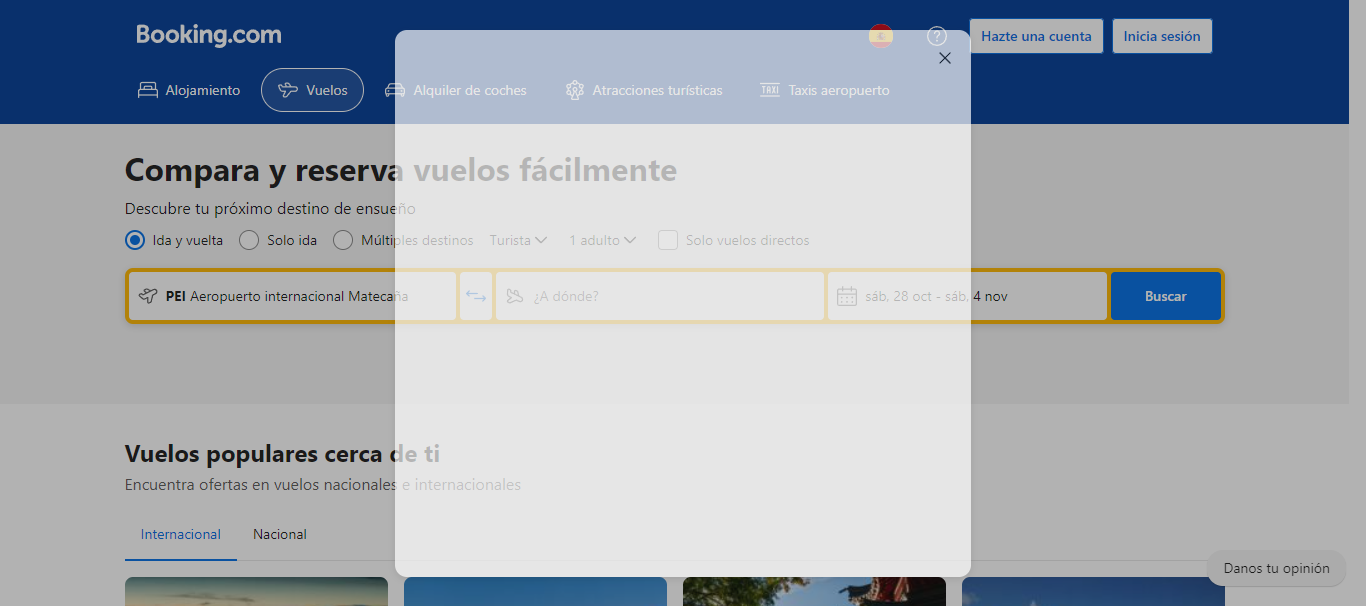 Booking.com
?
Hazte una cuenta
Inicia sesión
Alojamiento
Vuelos
Alquiler de coches
Atracciones turísticas
TAXI
Taxis aeropuerto
Compara y reserva vuelos fácilmente
Descubre tu próximo destino de ensueño
Ida y vuelta
Solo ida
Múltiples destinos
Turista
1 adulto
Solo vuelos directos
PEI Aeropuerto internacional Matecaña
¿A dónde?
sáb, 28 oct - sáb, 4 nov
Buscar
Vuelos populares cerca de ti
Encuentra ofertas en vuelos nacionales e internacionales
Internacional
Nacional
Danos tu opinión